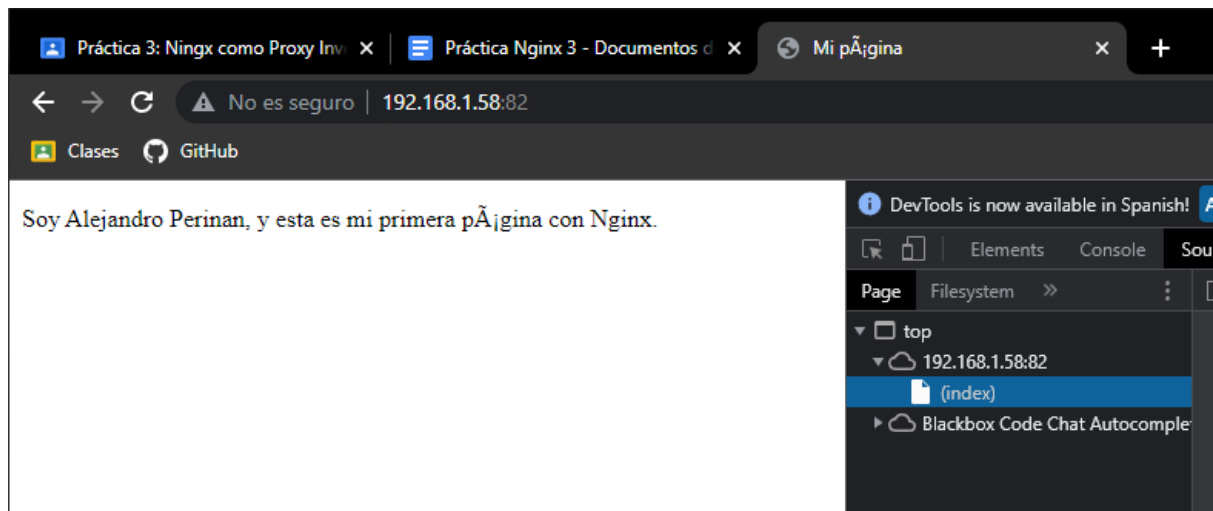 Práctica 3: Ningx como Proxy Inv
Práctica Nginx 3 - Documentos d
Mi pÃ¡gina
No es seguro | 192.168.1.58:82
Clases
GitHub
Soy Alejandro Perinan, y esta es mi primera pÃ¡gina con Nginx.
DevTools is now available in Spanish!
Elements Console Sou
Page Filesystem
top
192.168.1.58:82
(index)
Blackbox Code Chat Autocomple